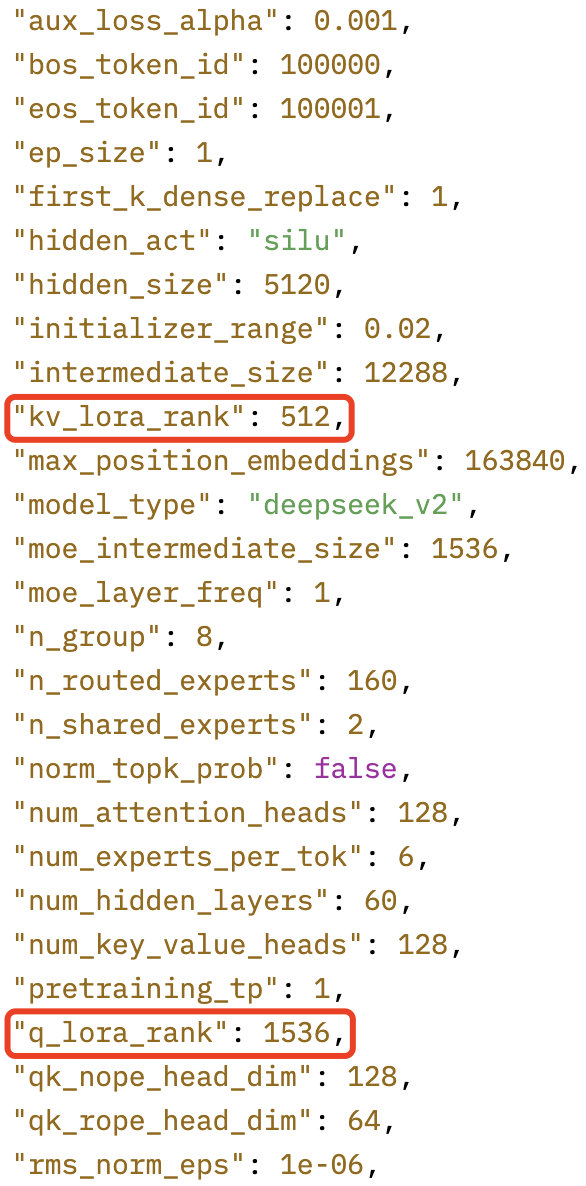 "aux_loss_alpha": 0.001,
"bos_token_id": 100000,
"eos_token_id": 100001,
"ep_size": 1,
"first_k_dense_replace": 1,
"hidden_act": "silu",
"hidden_size": 5120,
"initializer_range": 0.02,
"intermediate_size": 12288,
"kv_lora_rank": 512,
"max_position_embeddings": 163840,
"model_type": "deepseek_v2",
"moe_intermediate_size": 1536,
"moe_layer_freq": 1,
"n_group": 8,
"n_routed_experts": 160,
"n_shared_experts": 2,
"norm_topk_prob": false,
"num_attention_heads": 128,
"num_experts_per_tok": 6,
"num_hidden_layers": 60,
"num_key_value_heads": 128,
"pretraining_tp": 1,
"q_lora_rank": 1536,
"qk_nope_head_dim": 128,
"qk_rope_head_dim": 64,
"rms_norm_eps": 1e-06,